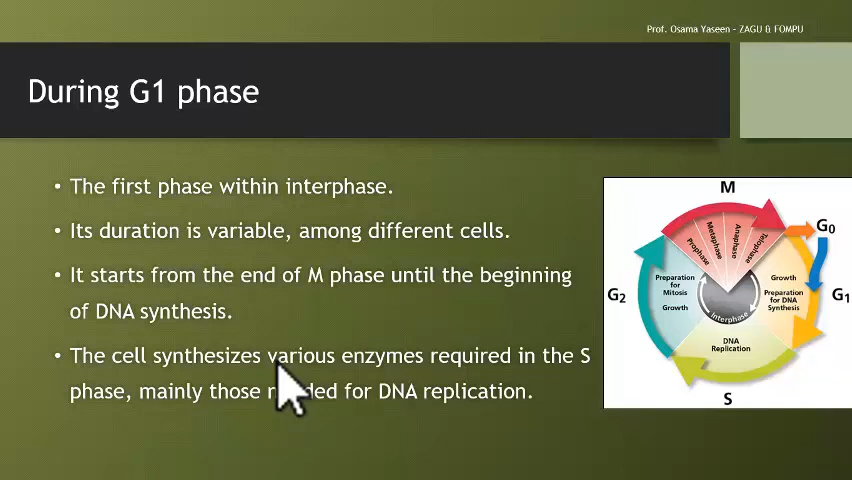 Prof. Osama Yaseen – ZAGU & FOMPU
During G1 phase
• The first phase within interphase.
• Its duration is variable, among different cells.
• It starts from the end of M phase until the beginning
of DNA synthesis.
• The cell synthesizes various enzymes required in the S
phase, mainly those for DNA replication.
M
G0
G1
S
G2
Prophase
Metaphase
Anaphase
Telophase
Growth
Preparation
for DNA
Synthesis
DNA
Replication
Preparation
for
Mitosis
Growth
Interphase